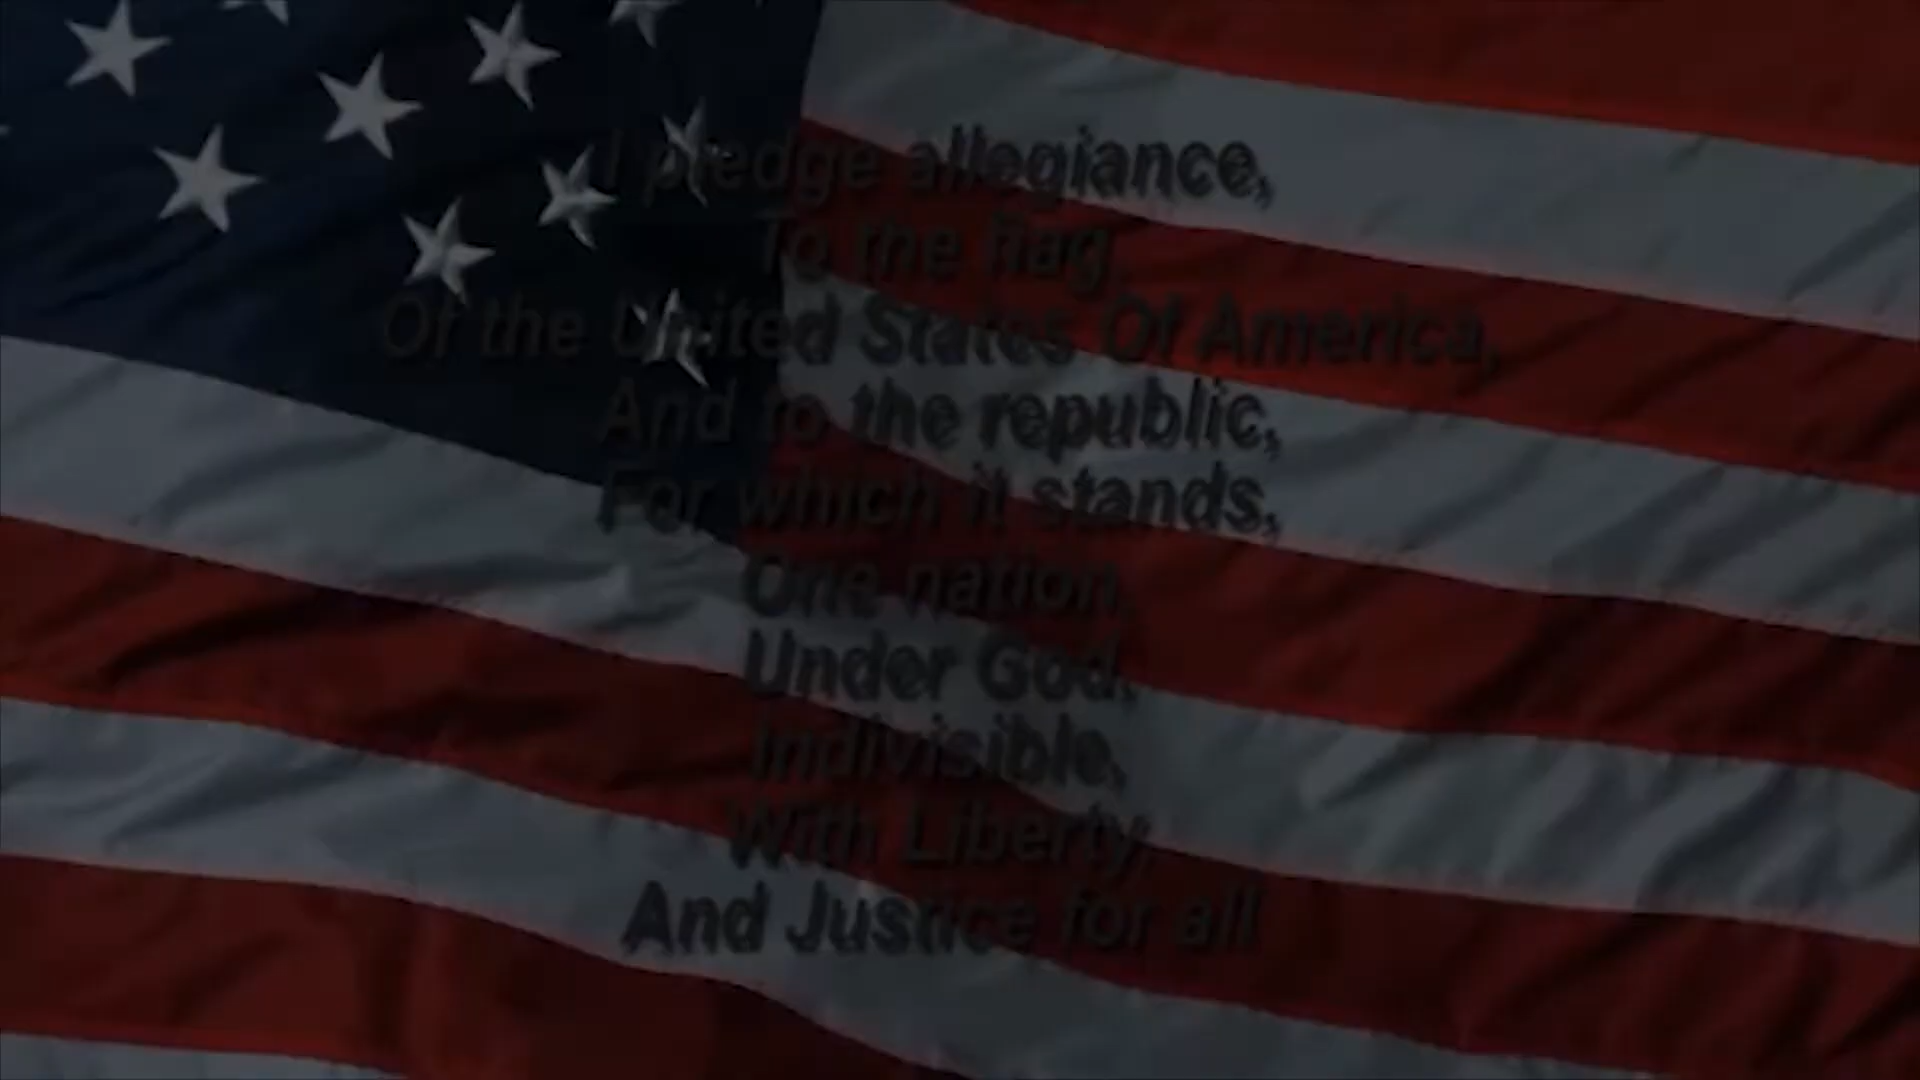 I pledge allegiance,
To the flag
Of the United States Of America,
And to the republic,
For which it stands,
One nation,
Under God,
Indivisible,
With Liberty,
And Justice for all